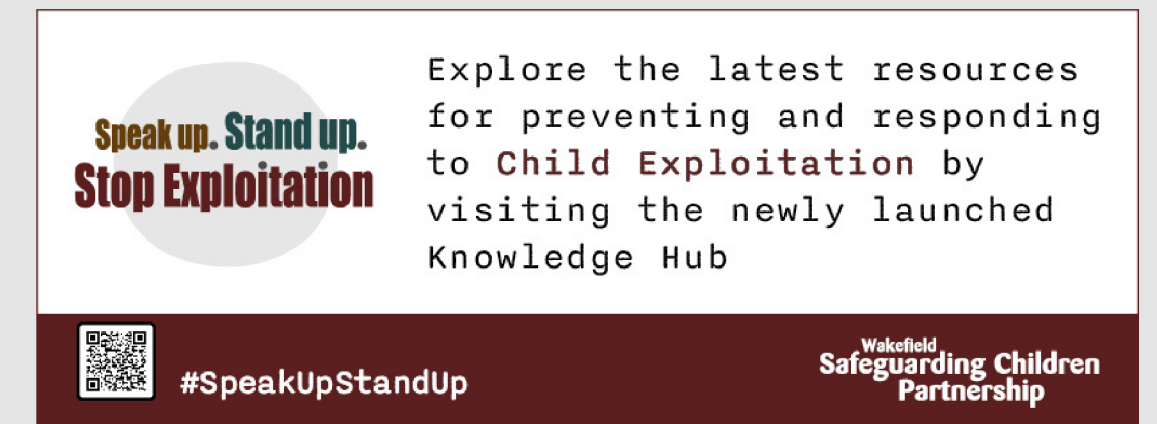 Speak up. Stand up.
Stop Exploitation
Explore the latest resources
for preventing and responding
to Child Exploitation by
visiting the newly launched
Knowledge Hub
#SpeakUpStandUp
Wakefield
Safeguarding Children
Partnership